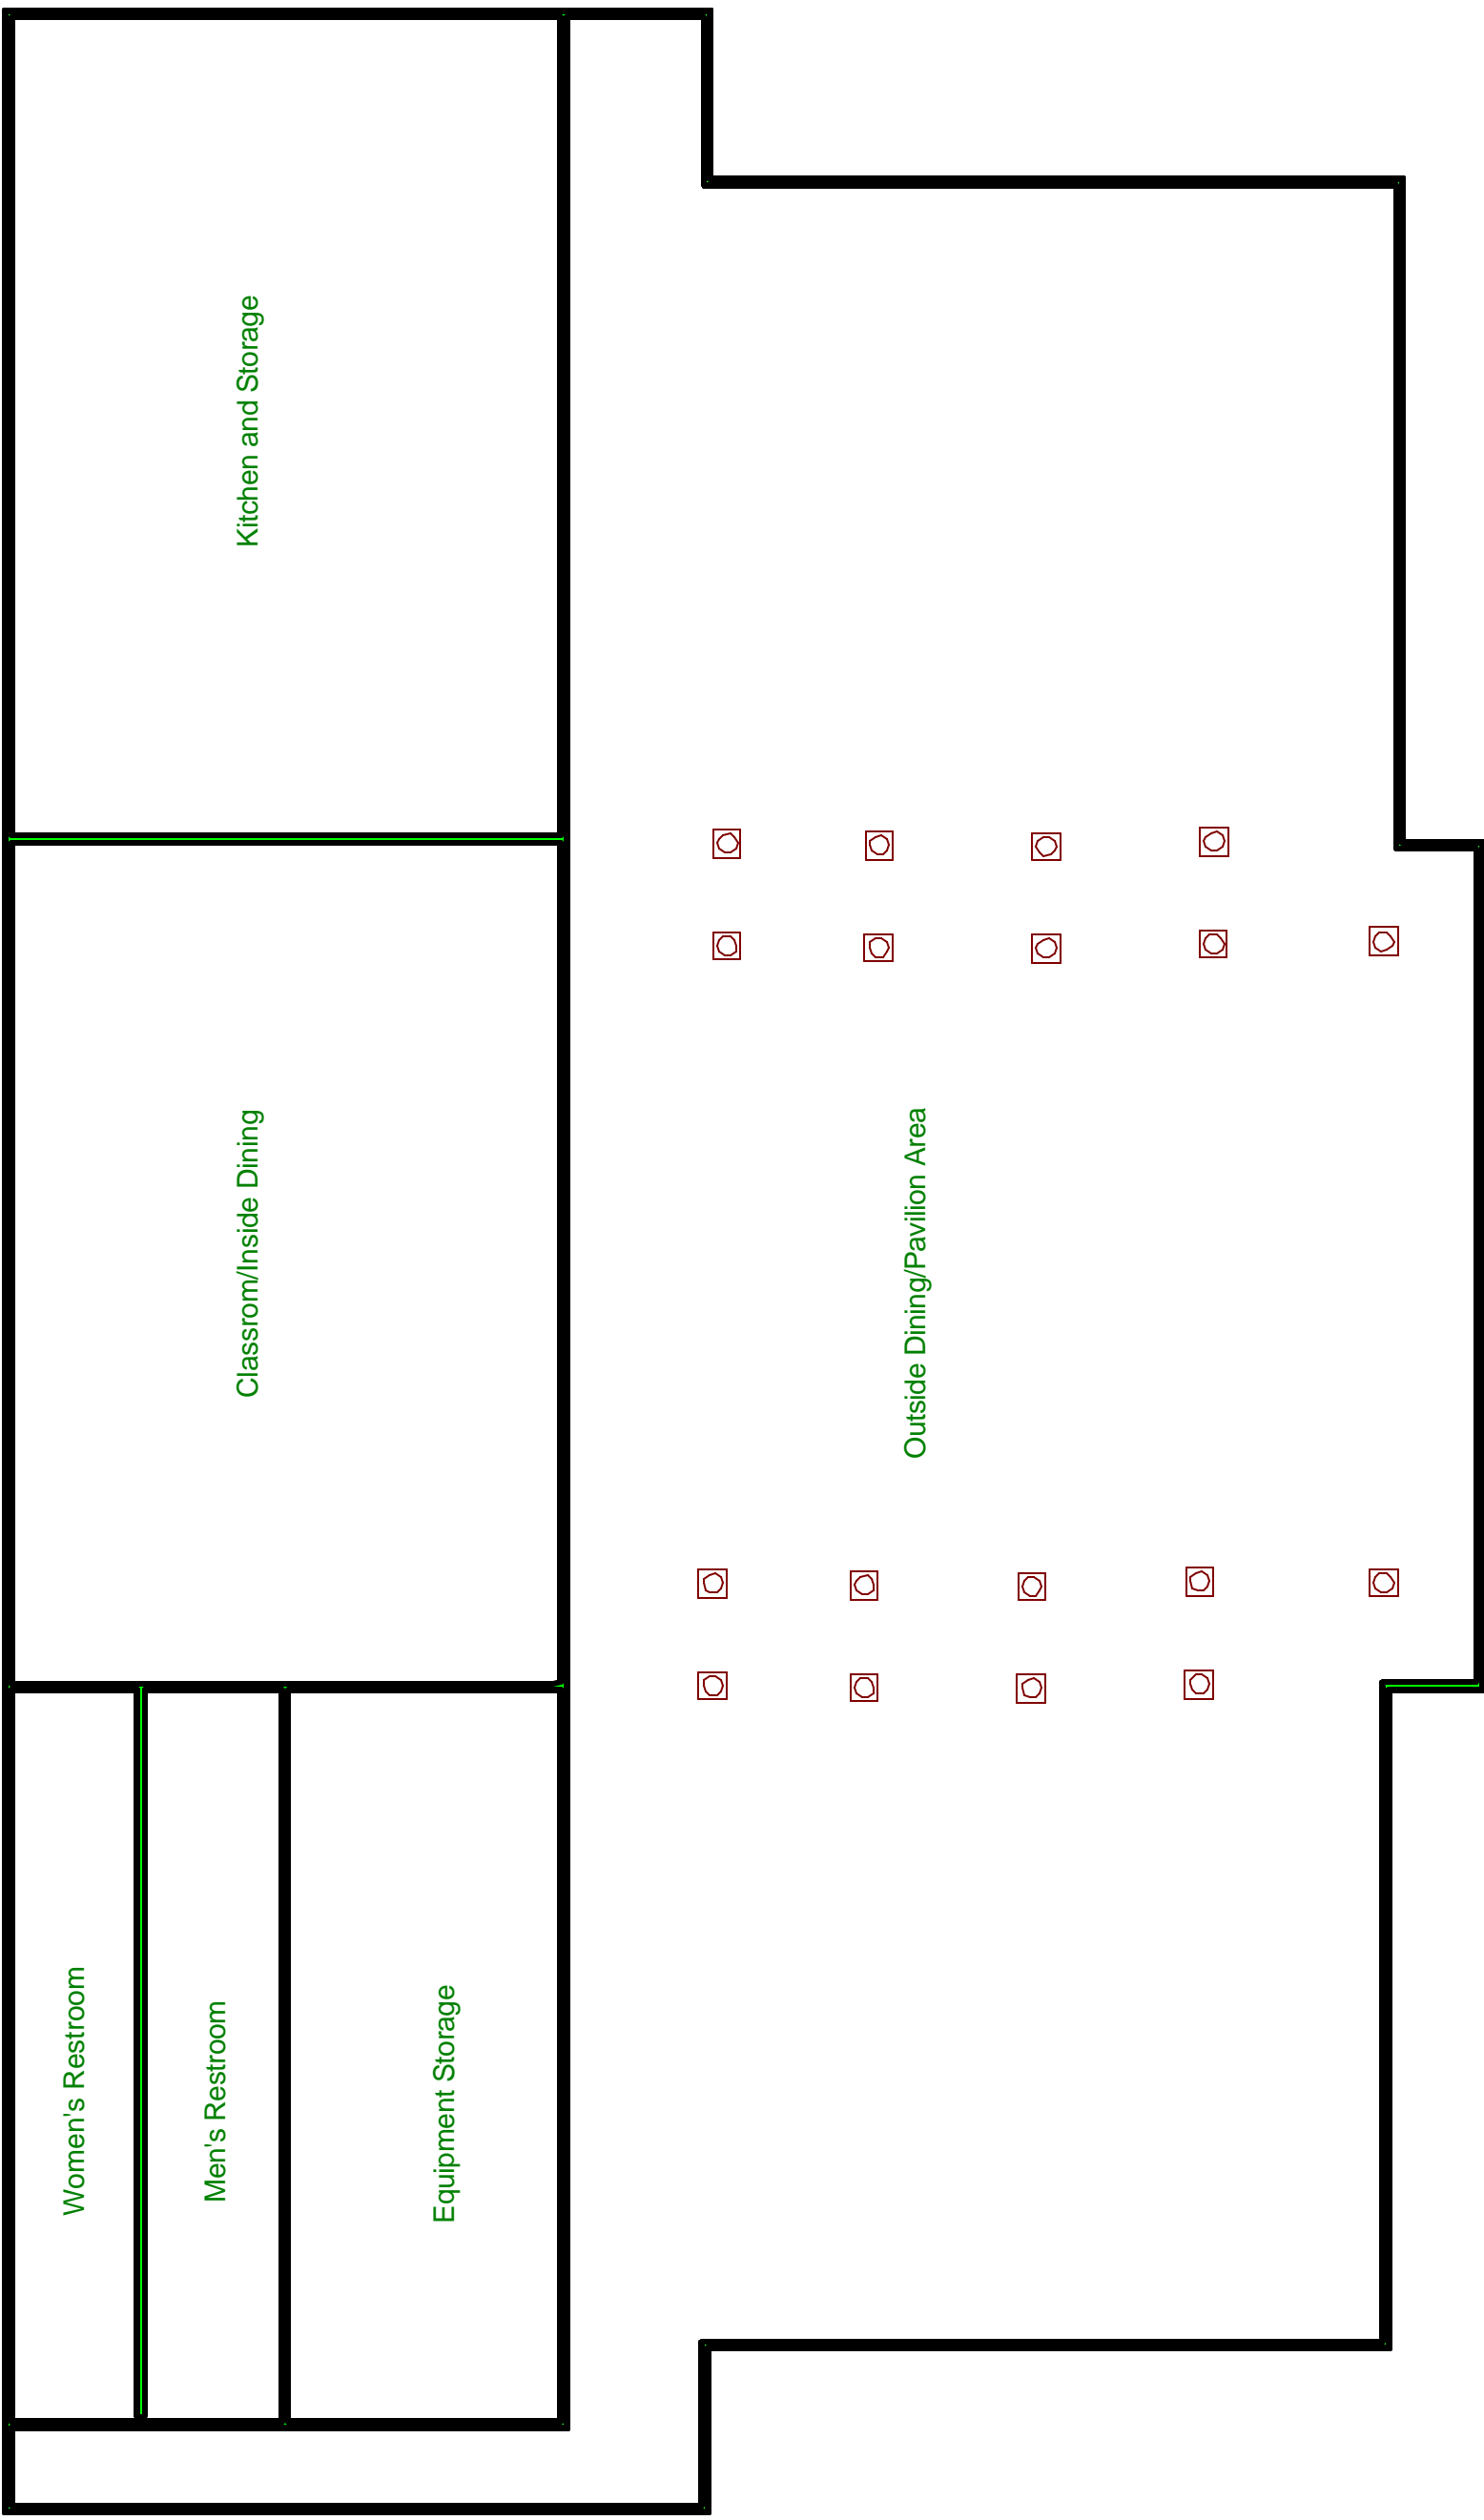 Kitchen and Storage
Classrom/Inside Dining
Outside Dining/Pavilion Area
Women's Restroom
Men's Restroom
Equipment Storage